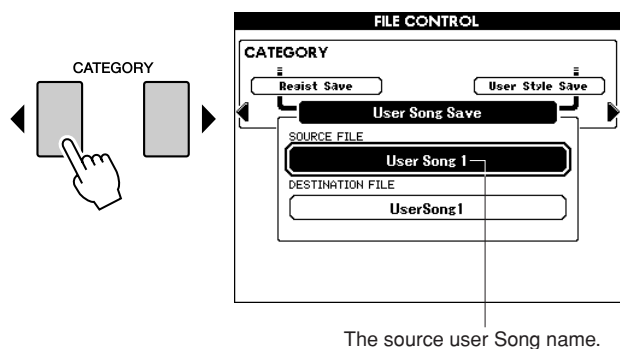 FILE CONTROL
CATEGORY
CATEGORY
Regist Save
User Style Save
User Song Save
SOURCE FILE
User Song 1
DESTINATION FILE
UserSong1
The source user Song name.